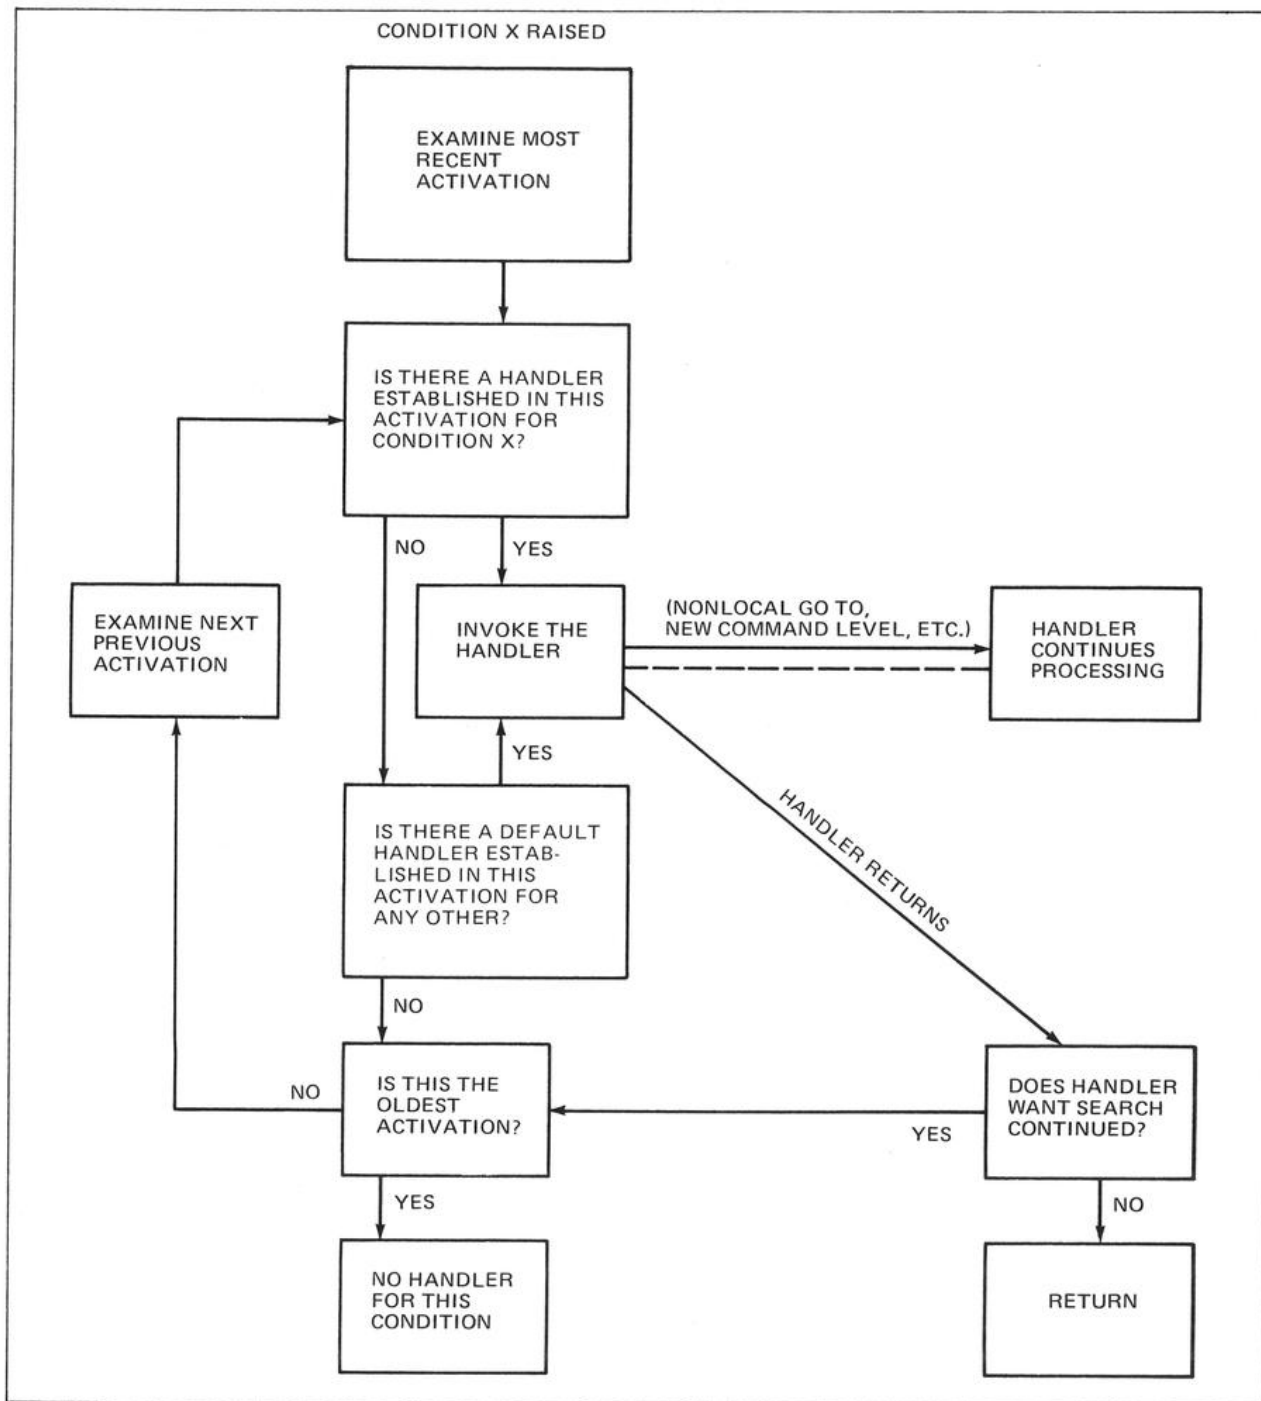 CONDITION X RAISED
EXAMINE MOST
RECENT
ACTIVATION
IS THERE A HANDLER
ESTABLISHED IN THIS
ACTIVATION FOR
CONDITION X?
NO
YES
EXAMINE NEXT
PREVIOUS
ACTIVATION
INVOKE THE
HANDLER
(NONLOCAL GO TO,
NEW COMMAND LEVEL, ETC.)
HANDLER
CONTINUES
PROCESSING
YES
IS THERE A DEFAULT
HANDLER ESTAB-
LISHED IN THIS
ACTIVATION FOR
ANY OTHER?
HANDLER RETURNS
NO
NO
IS THIS THE
OLDEST
ACTIVATION?
YES
DOES HANDLER
WANT SEARCH
CONTINUED?
YES
NO
NO HANDLER
FOR THIS
CONDITION
RETURN